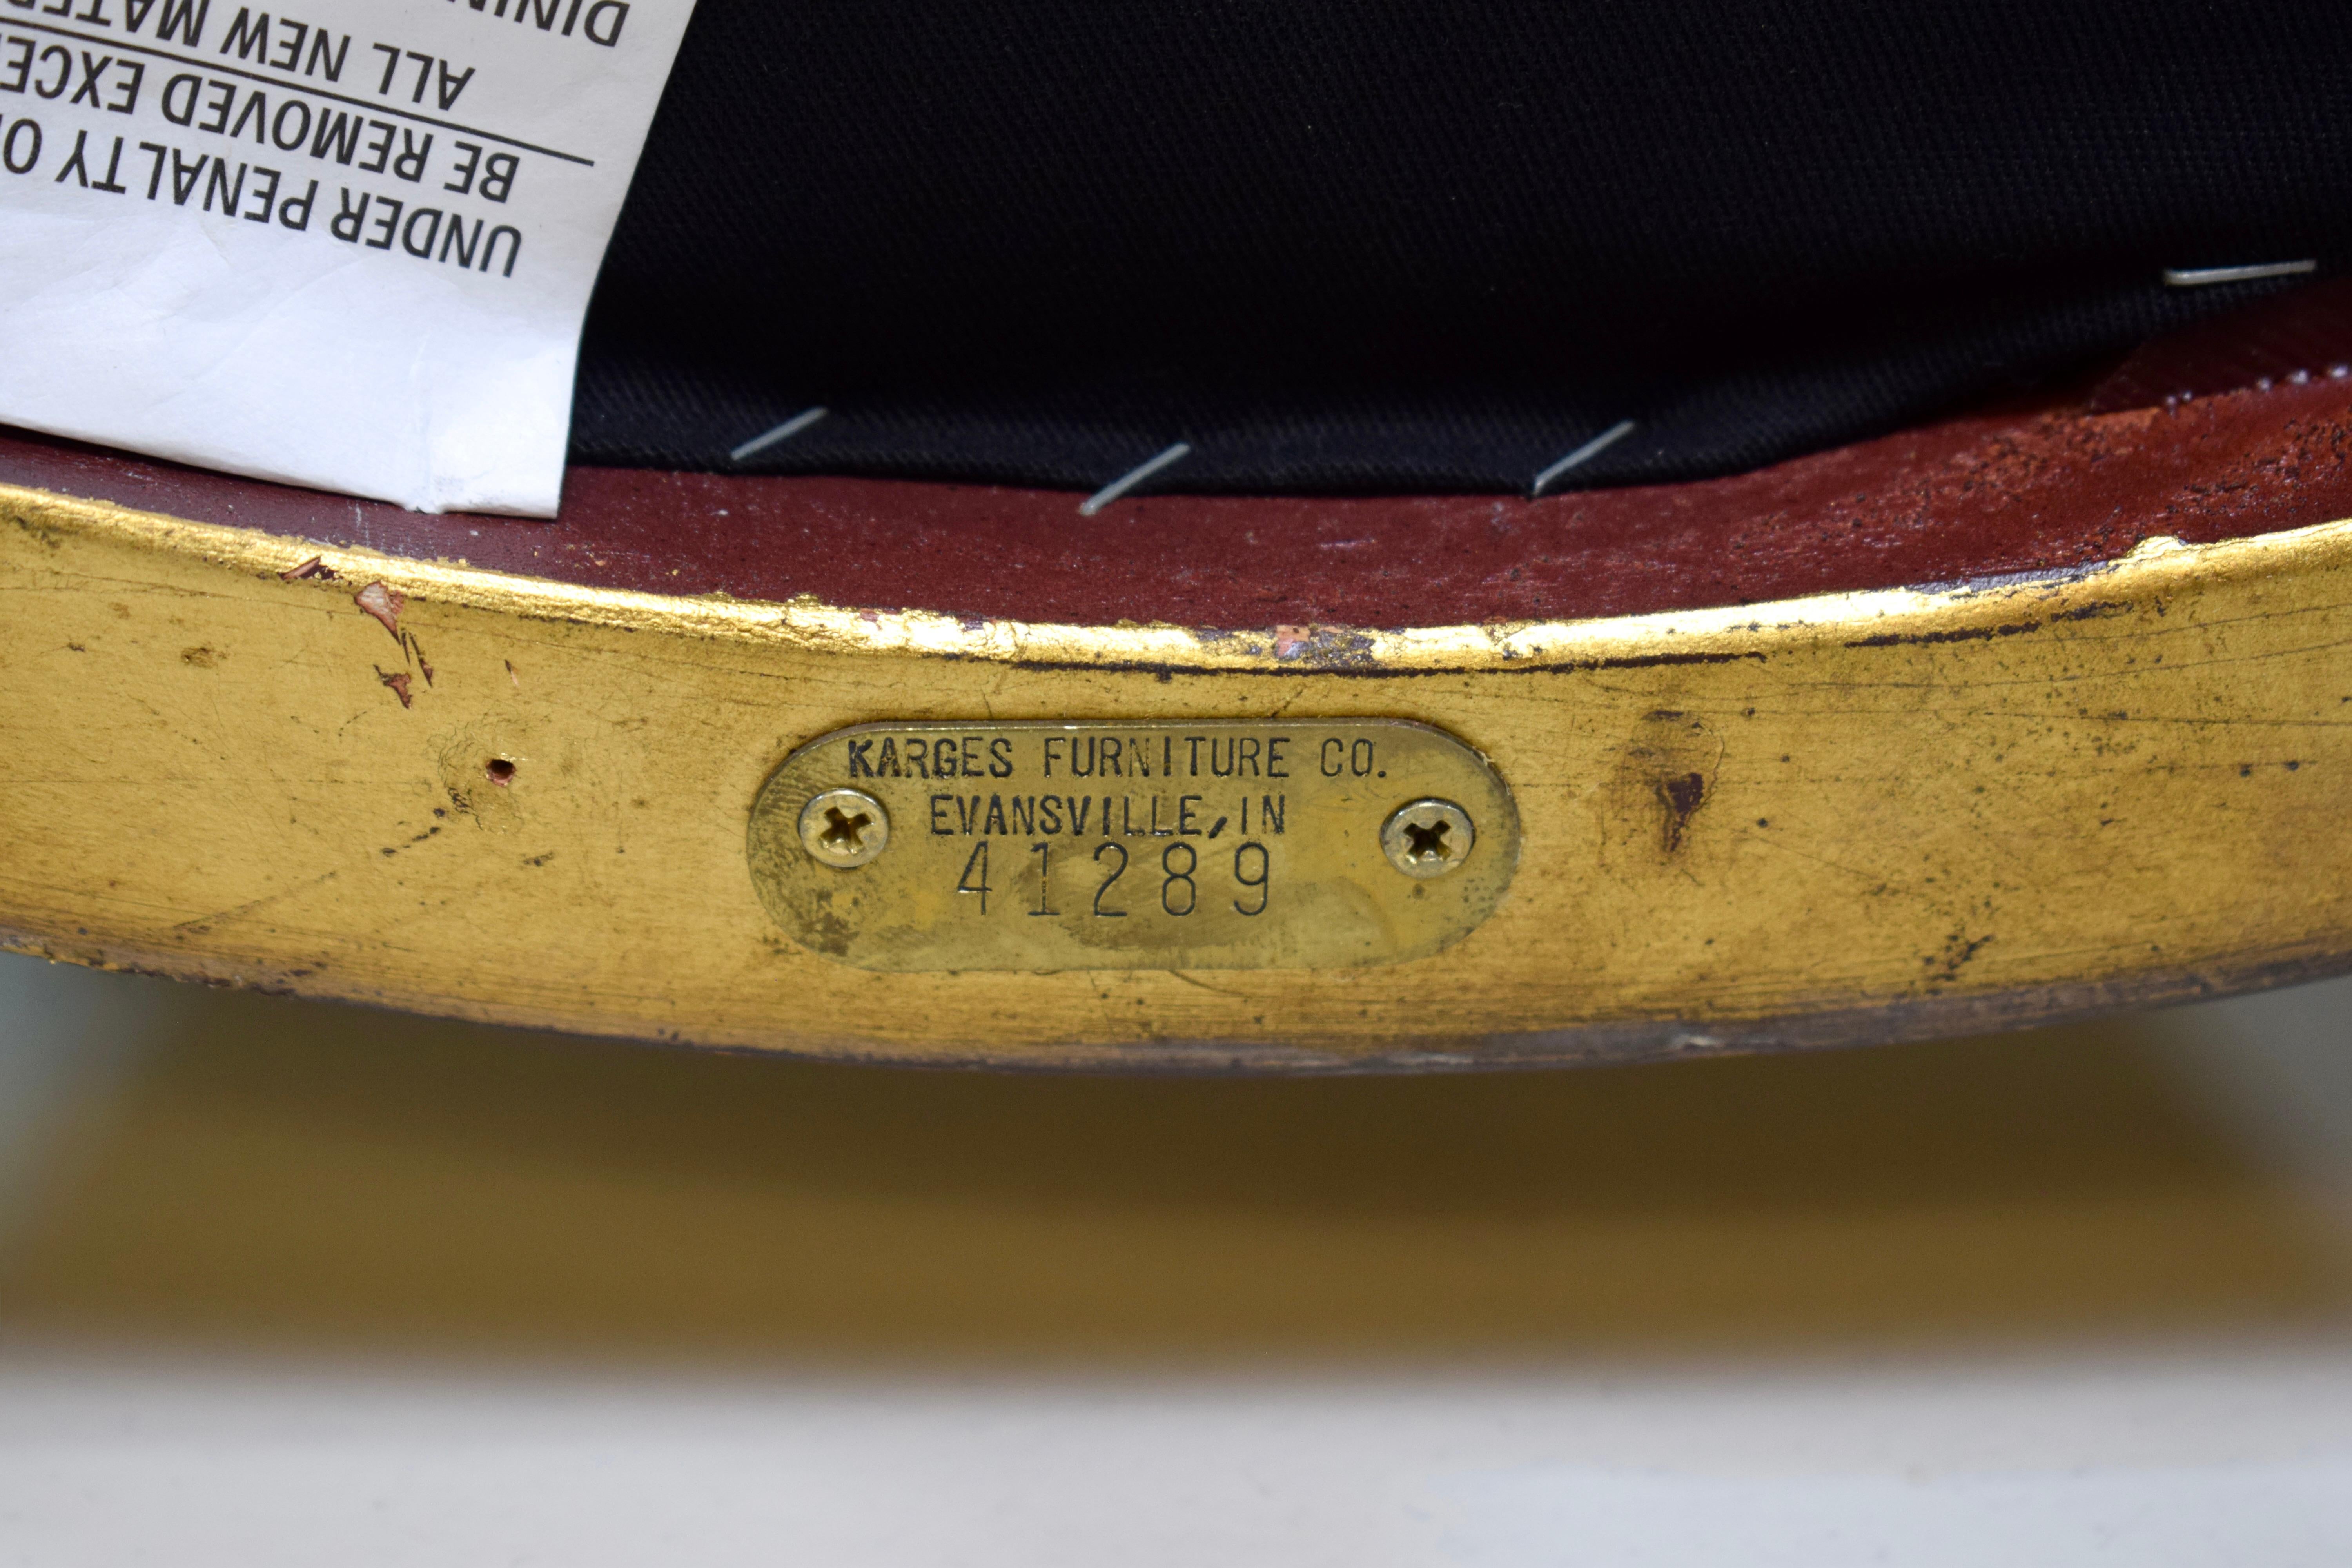 UNDER PENALTY
BE REMOVED
ALL NEW
KARGES FURNITURE CO.
EVANSVILLE, IN
41289